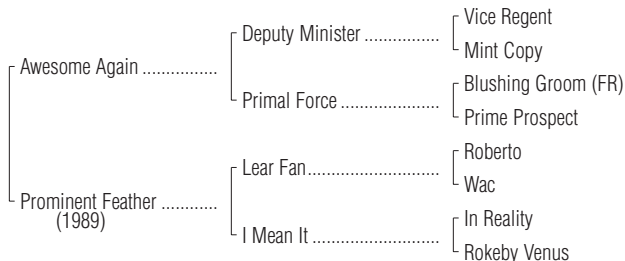 Vice Regent
Deputy Minister ................
Mint Copy
Awesome Again ................
Blushing Groom (FR)
Primal Force .....................
Prime Prospect
Roberto
Lear Fan...........................
Wac
Prominent Feather ............
(1989)
In Reality
I Mean It ..........................
Rokeby Venus